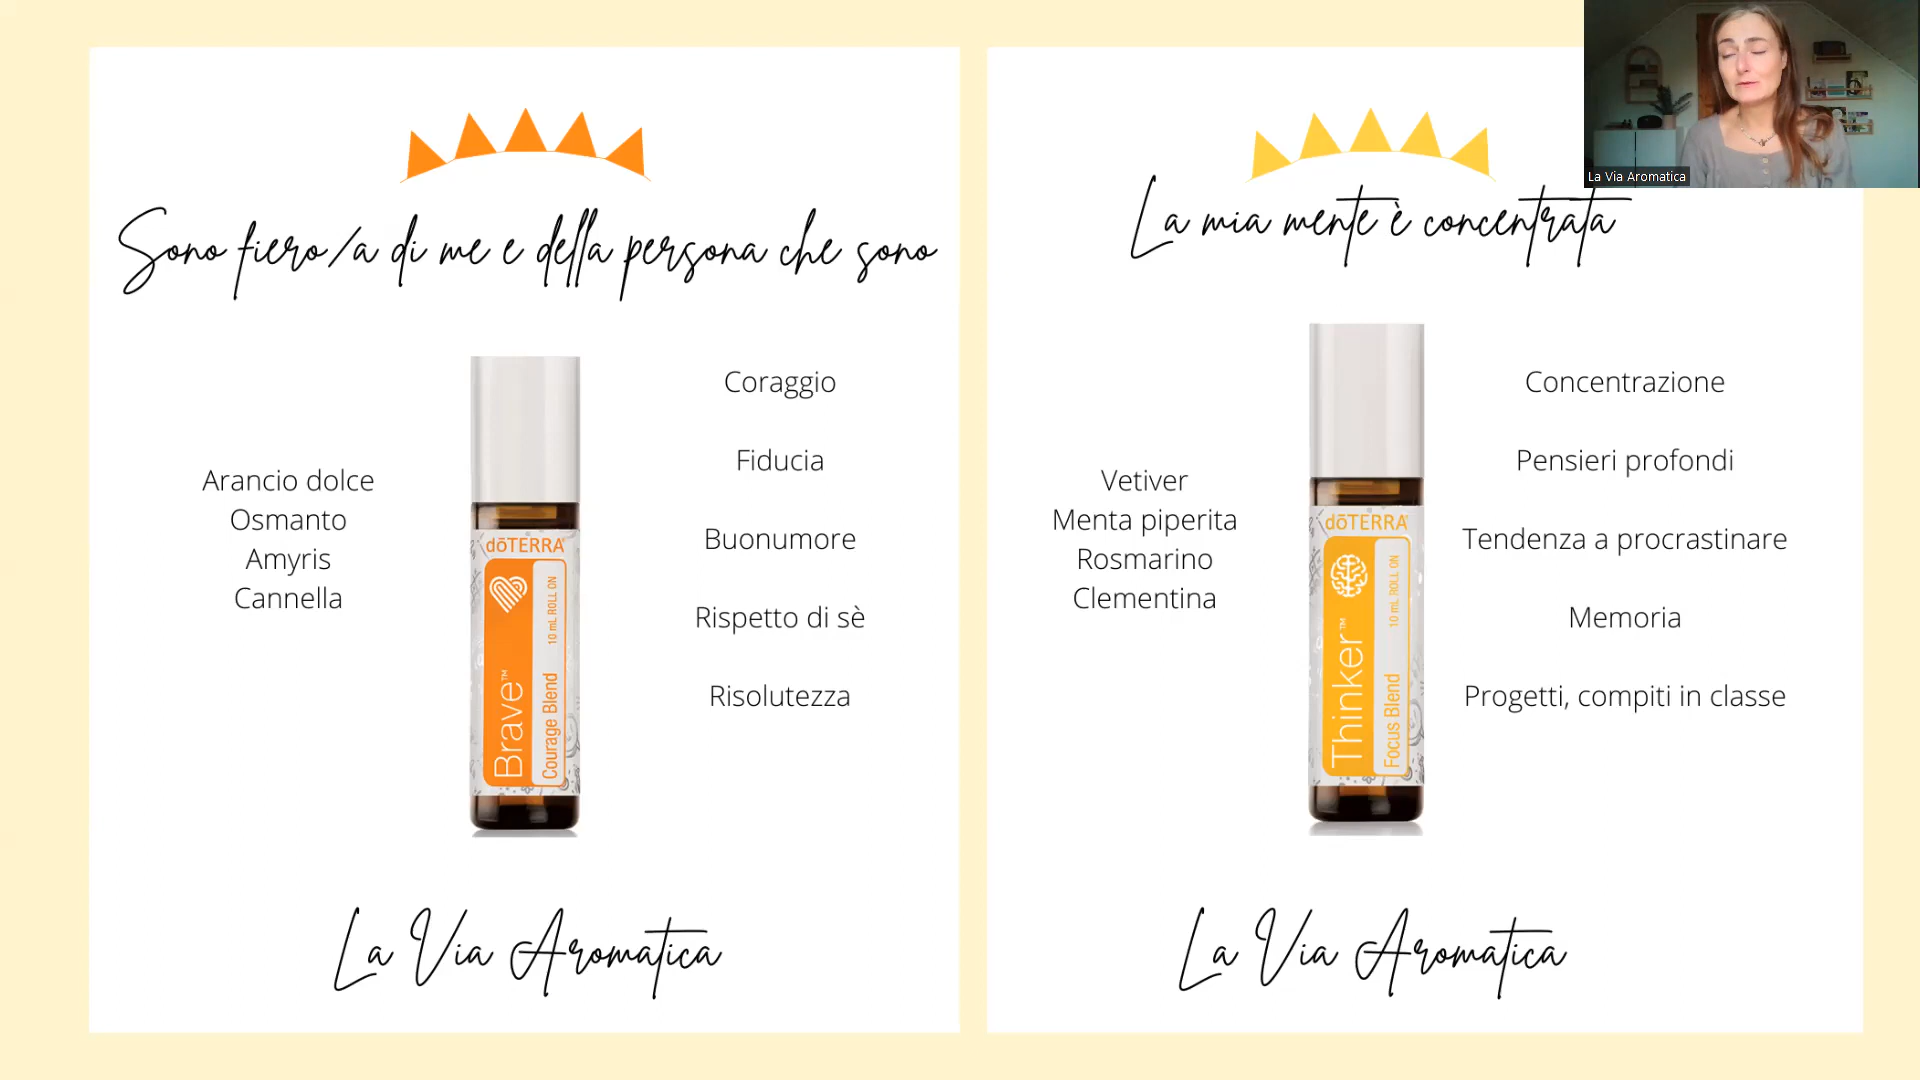 Sono fiero/a di me e della persona che sono
Arancio dolce
Osmanto
Amyris
Cannella
dōTERRA
Brave™
Courage Blend
10 mL ROLL ON
Coraggio
Fiducia
Buonumore
Rispetto di sè
Risolutezza
La Via Aromatica
La mia mente è concentrata
Vetiver
Menta piperita
Rosmarino
Clementina
dōTERRA
Thinker™
Focus Blend
10 mL ROLL ON
Concentrazione
Pensieri profondi
Tendenza a procrastinare
Memoria
Progetti, compiti in classe
La Via Aromatica
La Via Aromatica